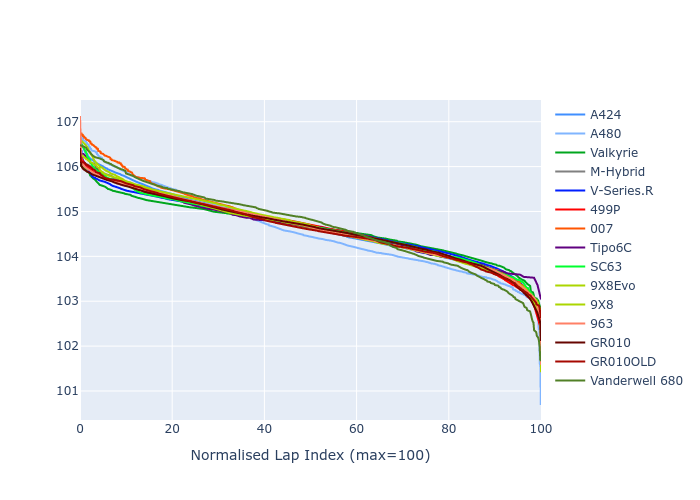 107
106
105
104
103
102
101
0 20 40 60 80 100
Normalised Lap Index (max=100)
A424
A480
Valkyrie
M-Hybrid
V-Series.R
499P
007
Tipo6C
SC63
9X8Evo
9X8
963
GR010
GR010OLD
Vanderwell 680